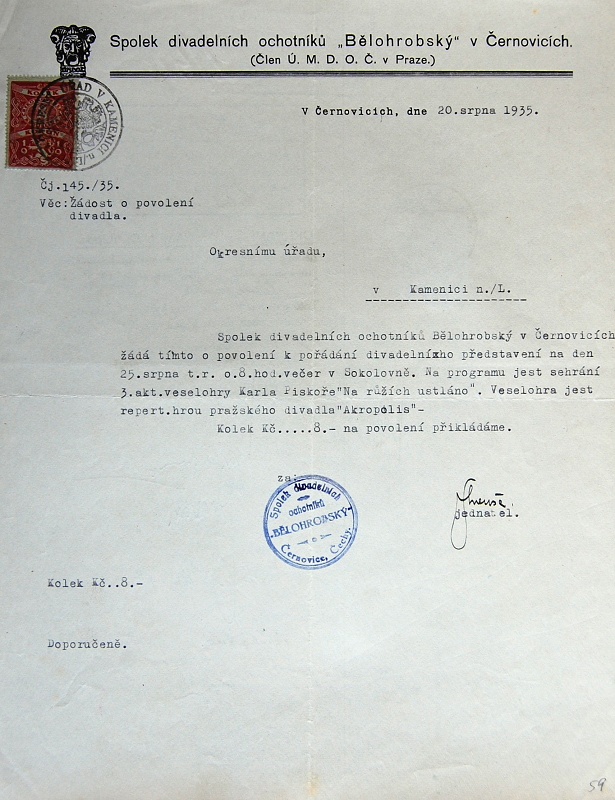 Spolek divadelních ochotníků „Bělohrobský“ v Černovicích.
(Člen Ú. M. D. O. Č. v Praze.)
V Černovicích, dne 20.srpna 1935.
KOLEK
ÚŘAD V KAMENICI n./L.
Čj.145./35.
Věc:Žádost o povolení
divadla.
Okresnímu úřadu,
v Kamenici n./L.
Spolek divadelních ochotníků Bělohrobský v Černovicích
žádá tímto o povolení k pořádání divadelního představení na den
25.srpna t.r. o.8.hod.večer v Sokolovně. Na programu jest sehrání
3.akt.veselohry Karla Piskoře"Na růžích ustláno". Veselohra jest
repert.hrou pražského divadla"Akropolis"-
Kolek Kč.....8.- na povolení přikládáme.
za:
Spolek divadelních
ochotníků
"BĚLOHROBSKÝ"
Černovice, Čechy.
jednatel.
Kolek Kč..8.-
Doporučeně.
59